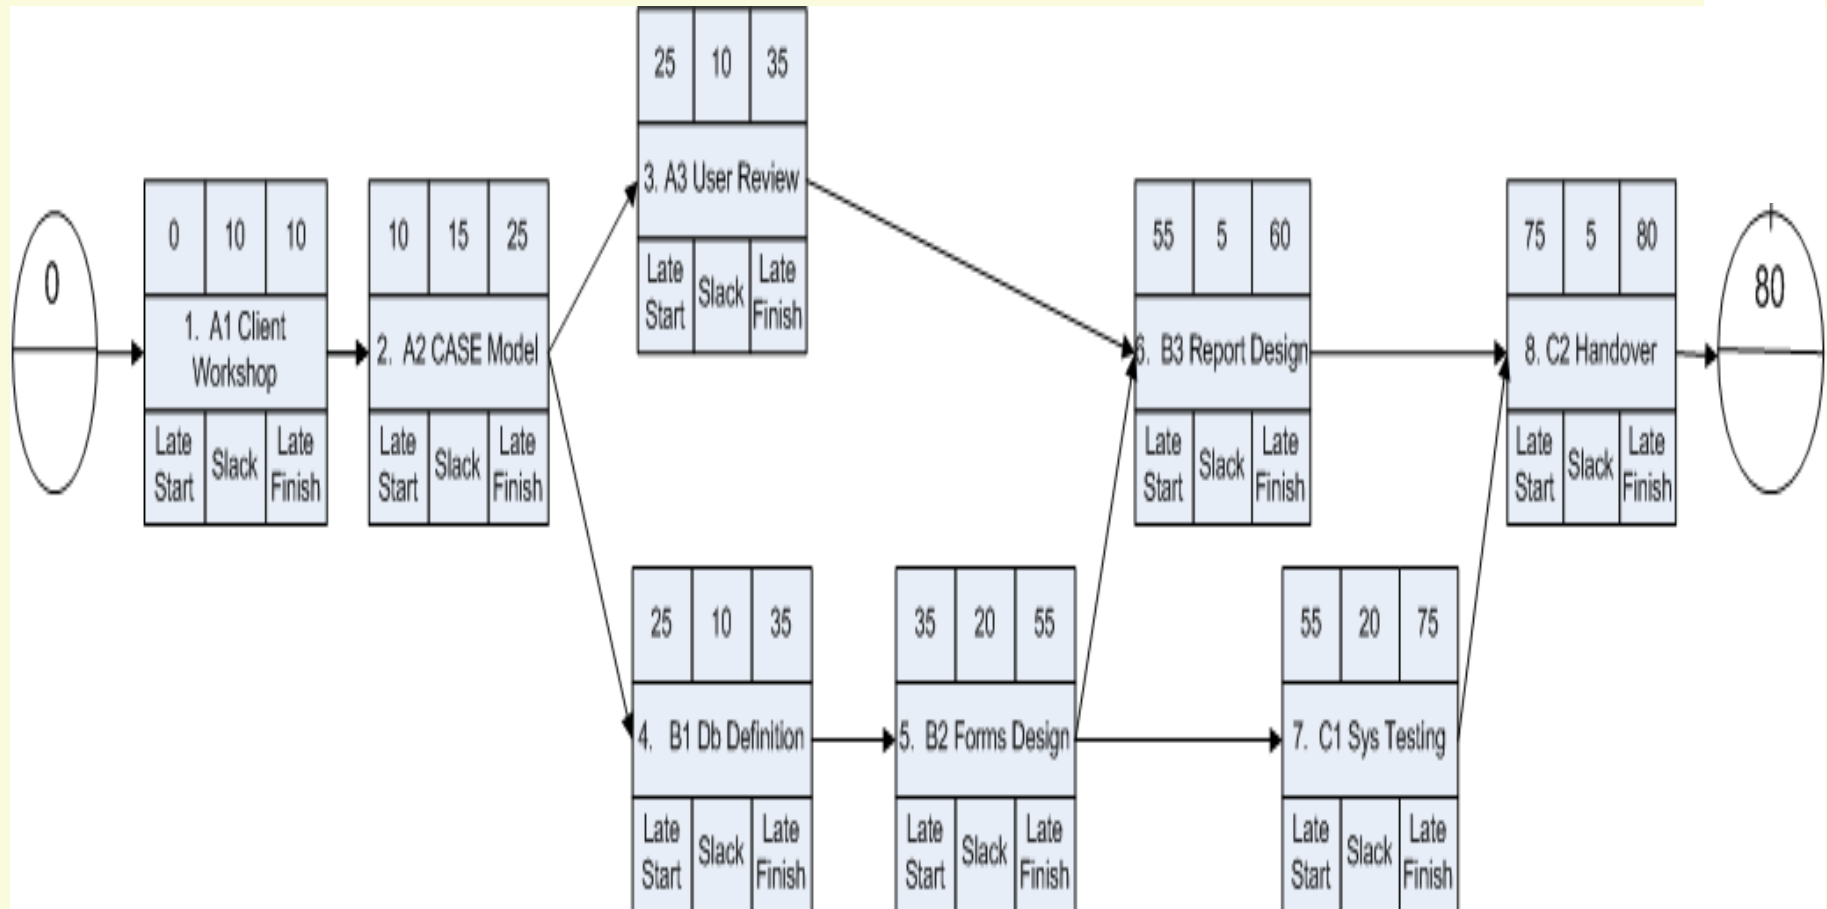 0
0 10 10
1. A1 Client
Workshop
Late Start
Slack
Late Finish
10 15 25
2. A2 CASE Model
Late Start
Slack
Late Finish
25 10 35
3. A3 User Review
Late Start
Slack
Late Finish
25 10 35
4. B1 Db Definition
Late Start
Slack
Late Finish
35 20 55
5. B2 Forms Design
Late Start
Slack
Late Finish
55 5 60
6. B3 Report Design
Late Start
Slack
Late Finish
55 20 75
7. C1 Sys Testing
Late Start
Slack
Late Finish
75 5 80
8. C2 Handover
Late Start
Slack
Late Finish
80